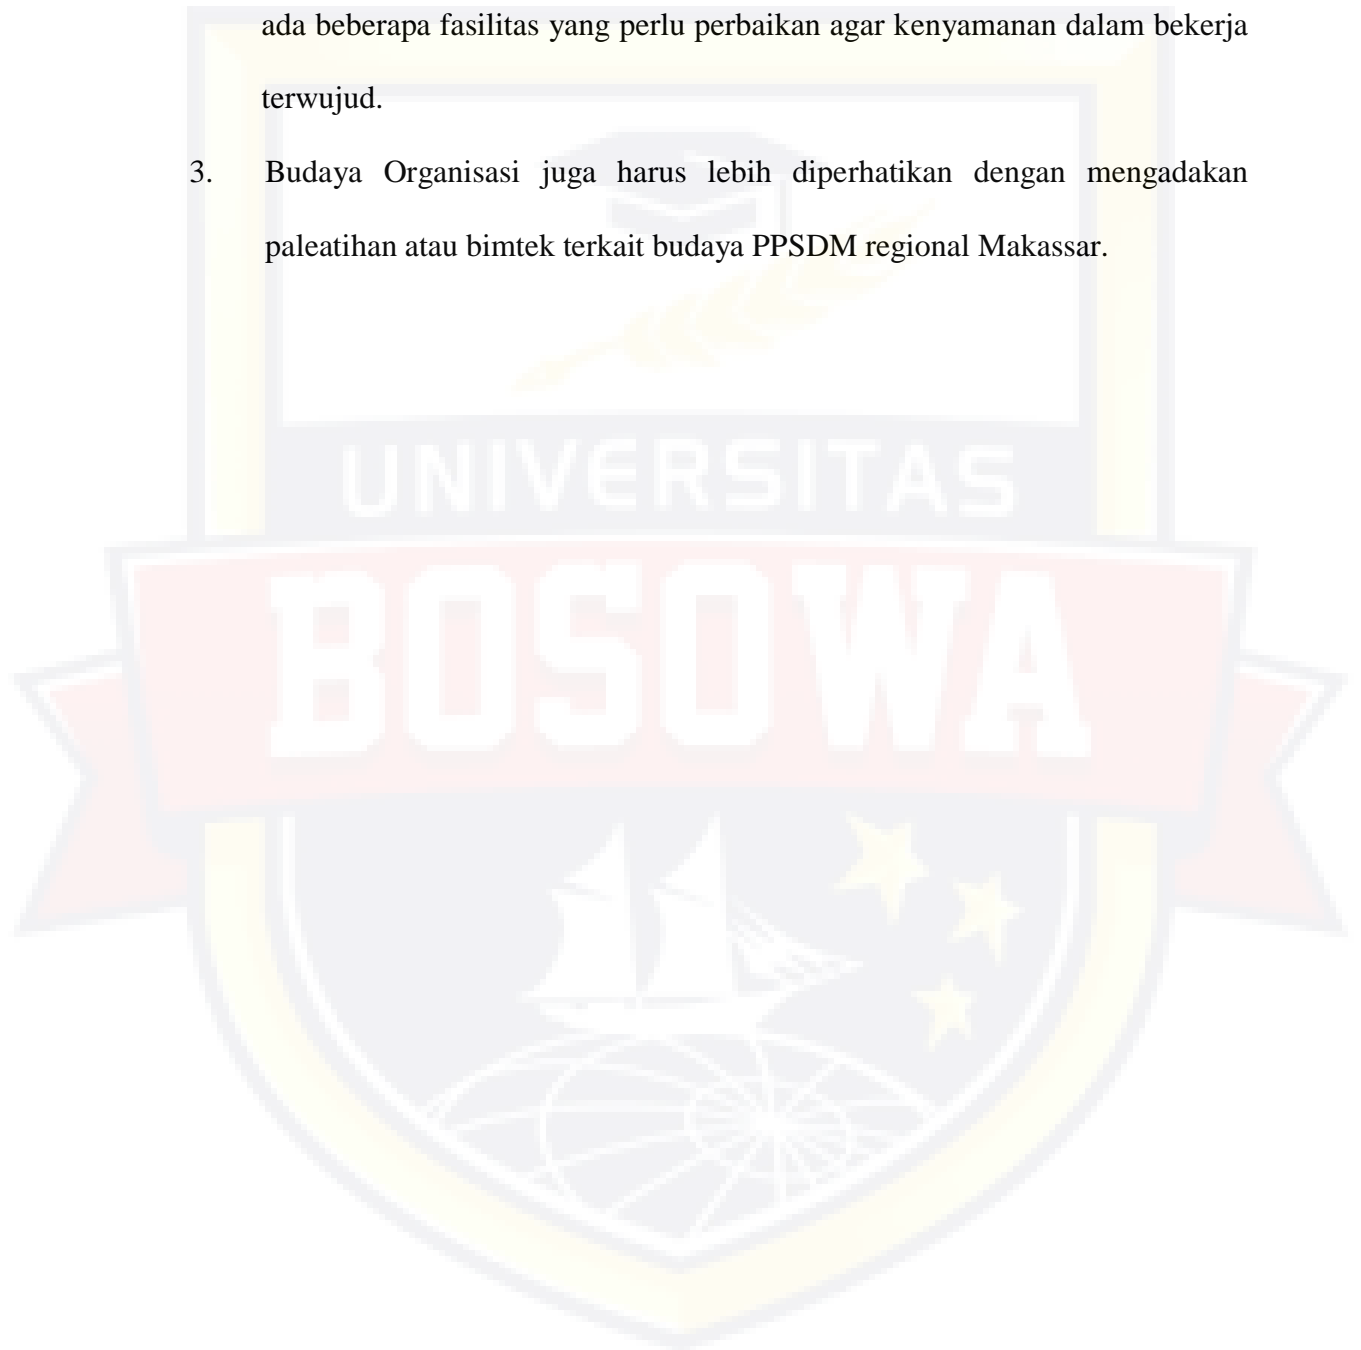 ada beberapa fasilitas yang perlu perbaikan agar kenyamanan dalam bekerja
terwujud.
3. Budaya Organisasi juga harus lebih diperhatikan dengan mengadakan
paleatihan atau bimtek terkait budaya PPSDM regional Makassar.
UNIVERSITAS
BOSOWA